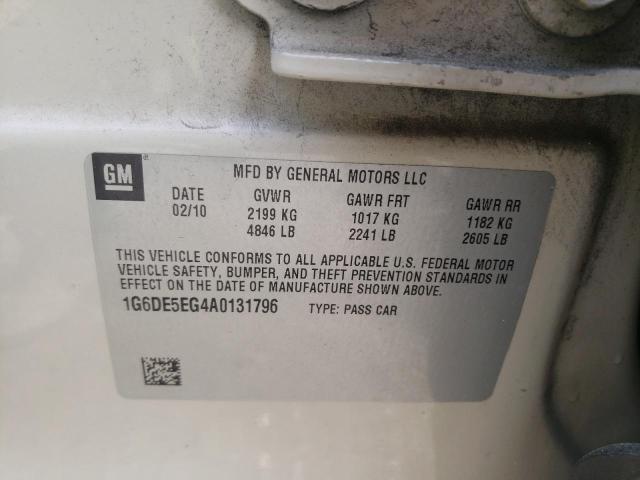 GM
MFD BY GENERAL MOTORS LLC
DATE GVWR GAWR FRT GAWR RR
02/10 2199 KG 1017 KG 1182 KG
4846 LB 2241 LB 2605 LB
THIS VEHICLE CONFORMS TO ALL APPLICABLE U.S. FEDERAL MOTOR
VEHICLE SAFETY, BUMPER, AND THEFT PREVENTION STANDARDS IN
EFFECT ON THE DATE OF MANUFACTURE SHOWN ABOVE.
1G6DE5EG4A0131796 TYPE: PASS CAR